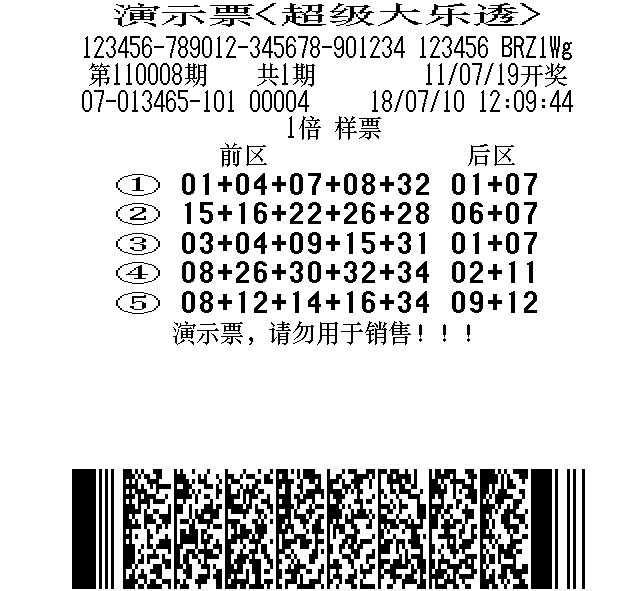 演示票<超级大乐透>
123456-789012-345678-901234 123456 BRZ1Wg
第110008期 共1期 11/07/19开奖
07-013465-101 00004 18/07/10 12:09:44
1倍 样票
前区 后区
① 01+04+07+08+32 01+07
② 15+16+22+26+28 06+07
③ 03+04+09+15+31 01+07
④ 08+26+30+32+34 02+11
⑤ 08+12+14+16+34 09+12
演示票，请勿用于销售！！！